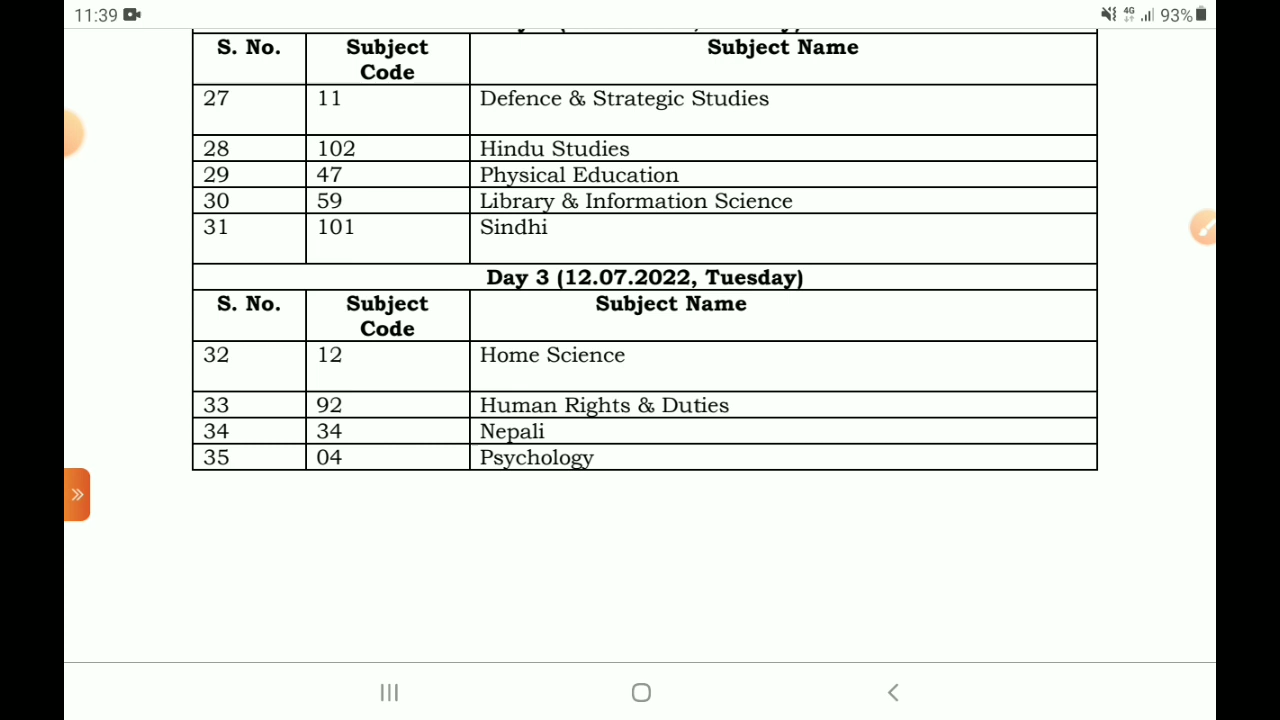 11:39 4G 93%
S. No. Subject Code Subject Name
27 11 Defence & Strategic Studies
28 102 Hindu Studies
29 47 Physical Education
30 59 Library & Information Science
31 101 Sindhi
Day 3 (12.07.2022, Tuesday)
S. No. Subject Code Subject Name
32 12 Home Science
33 92 Human Rights & Duties
34 34 Nepali
35 04 Psychology